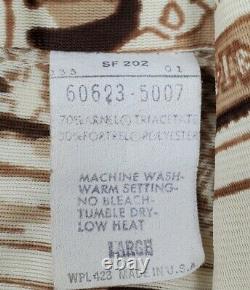 SF 202
01
60623-5007
70% ARNEL® TRIACETATE
30% FORTREL® POLYESTER
MACHINE WASH-
WARM SETTING-
NO BLEACH-
TUMBLE DRY-
LOW HEAT
LARGE
WPL 423 MADE IN U.S.A.